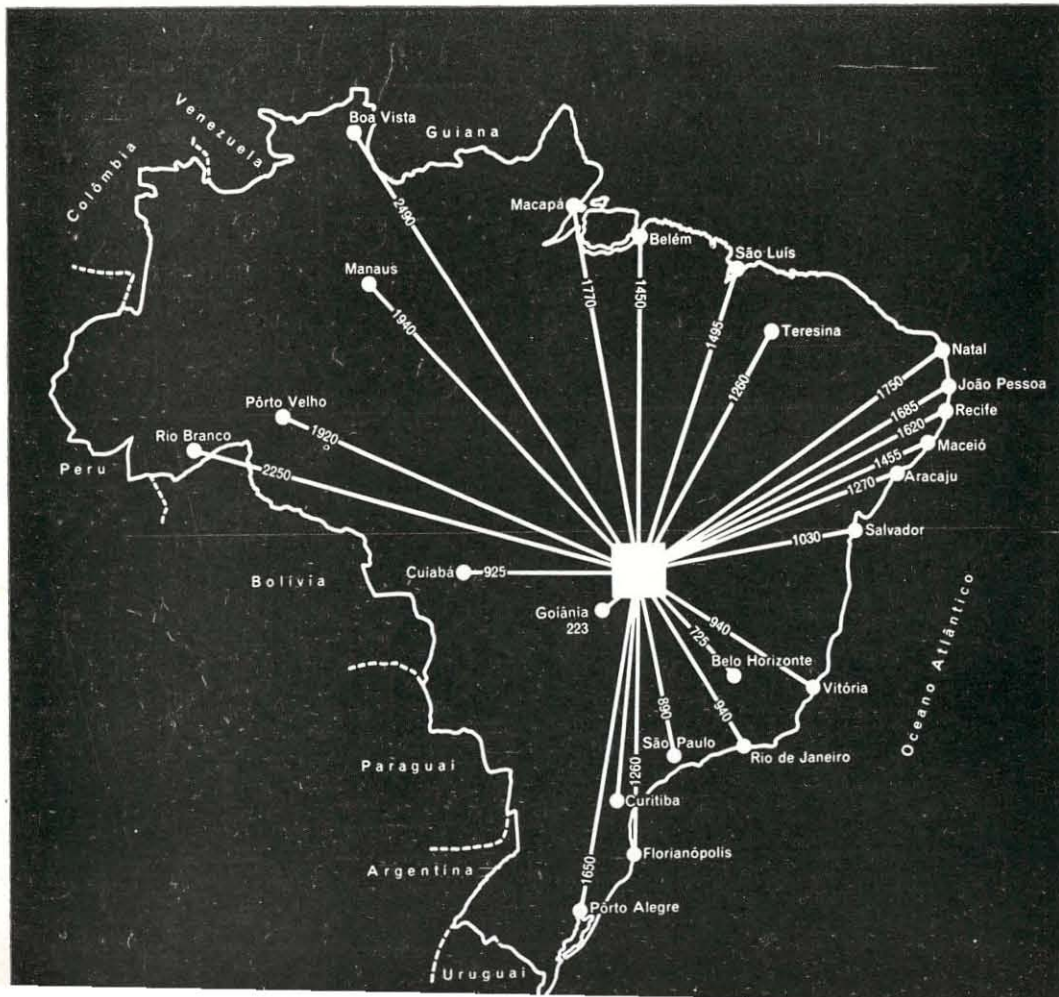 Boa Vista
Venezuela
Guiana
Colômbia
2490
Macapá
Belém
São Luís
Manaus
1940
1770
1450
1495
Teresina
1260
Natal
1750
João Pessoa
1685
Recife
1620
Pôrto Velho
1920
Rio Branco
2250
Peru
Maceió
1455
Aracaju
1270
Salvador
1030
Cuiabá
925
Bolívia
Goiânia
223
940
725
Belo Horizonte
Vitória
Oceano Atlântico
890
940
São Paulo
Rio de Janeiro
1260
Paraguai
Curitiba
Florianópolis
Argentina
1650
Pôrto Alegre
Uruguai